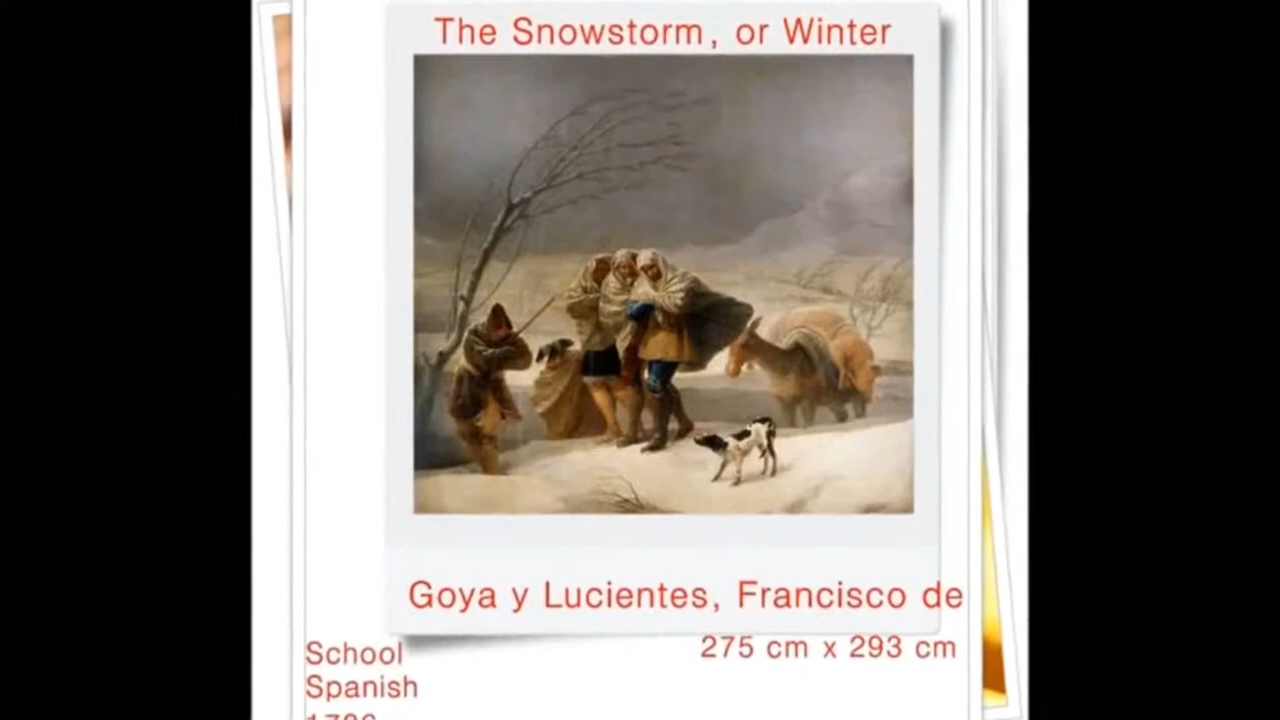 The Snowstorm, or Winter
Goya y Lucientes, Francisco de
275 cm x 293 cm
School
Spanish